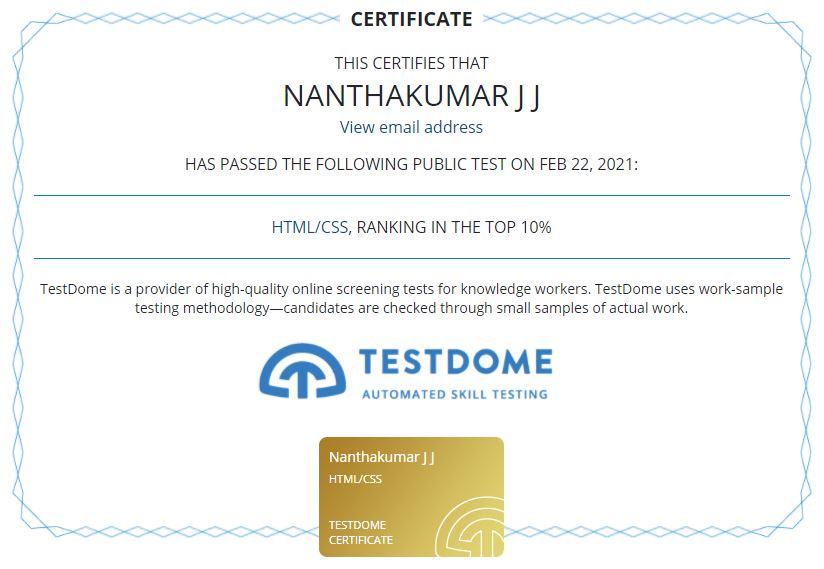 CERTIFICATE
THIS CERTIFIES THAT
NANTHAKUMAR J J
View email address
HAS PASSED THE FOLLOWING PUBLIC TEST ON FEB 22, 2021:
HTML/CSS, RANKING IN THE TOP 10%
TestDome is a provider of high-quality online screening tests for knowledge workers. TestDome uses work-sample
testing methodology—candidates are checked through small samples of actual work.
TESTDOME
AUTOMATED SKILL TESTING
Nanthakumar J J
HTML/CSS
TESTDOME
CERTIFICATE